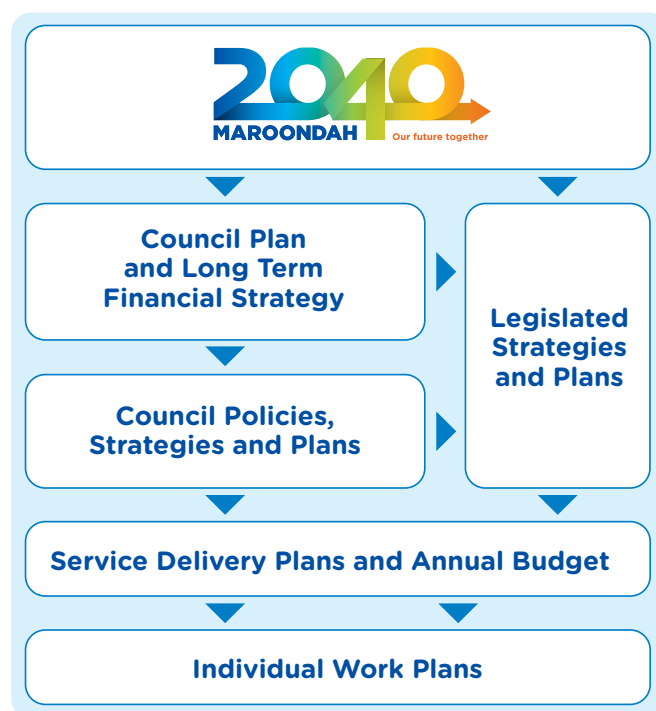 2040
MAROONDAH
Our future together
Council Plan
and Long Term
Financial Strategy
Legislated
Strategies
and Plans
Council Policies,
Strategies and Plans
Service Delivery Plans and Annual Budget
Individual Work Plans